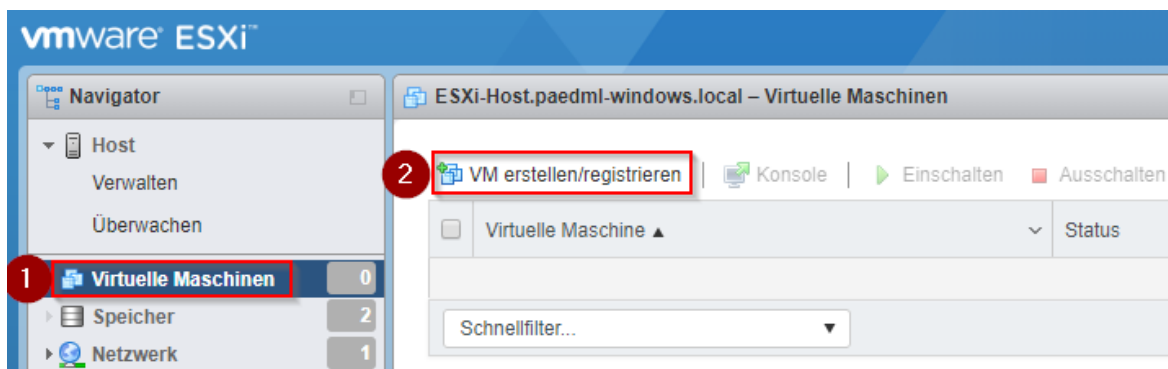 vmware ESXi™
Navigator
Host
Verwalten
Überwachen
1
Virtuelle Maschinen 0
Speicher 2
Netzwerk 1
ESXi-Host.paedml-windows.local – Virtuelle Maschinen
2
VM erstellen/registrieren Konsole Einschalten Ausschalten
Virtuelle Maschine ▲ Status
Schnellfilter...